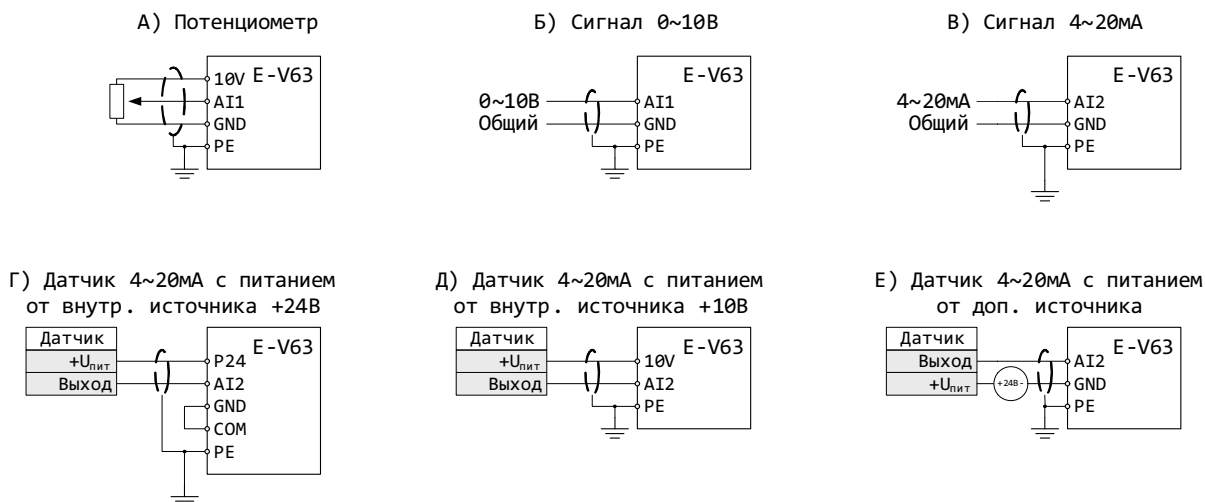 А) Потенциометр
10V E-V63
AI1
GND
PE
Б) Сигнал 0~10В
E-V63
0~10В AI1
Общий GND
PE
В) Сигнал 4~20мА
E-V63
4~20мА AI2
Общий GND
PE
Г) Датчик 4~20мА с питанием
от внутр. источника +24В
Датчик
+Uпит
Выход
E-V63
P24
AI2
GND
COM
PE
Д) Датчик 4~20мА с питанием
от внутр. источника +10В
Датчик
+Uпит
Выход
E-V63
10V
AI2
PE
Е) Датчик 4~20мА с питанием
от доп. источника
Датчик
Выход
+Uпит
+24В-
E-V63
AI2
GND
PE